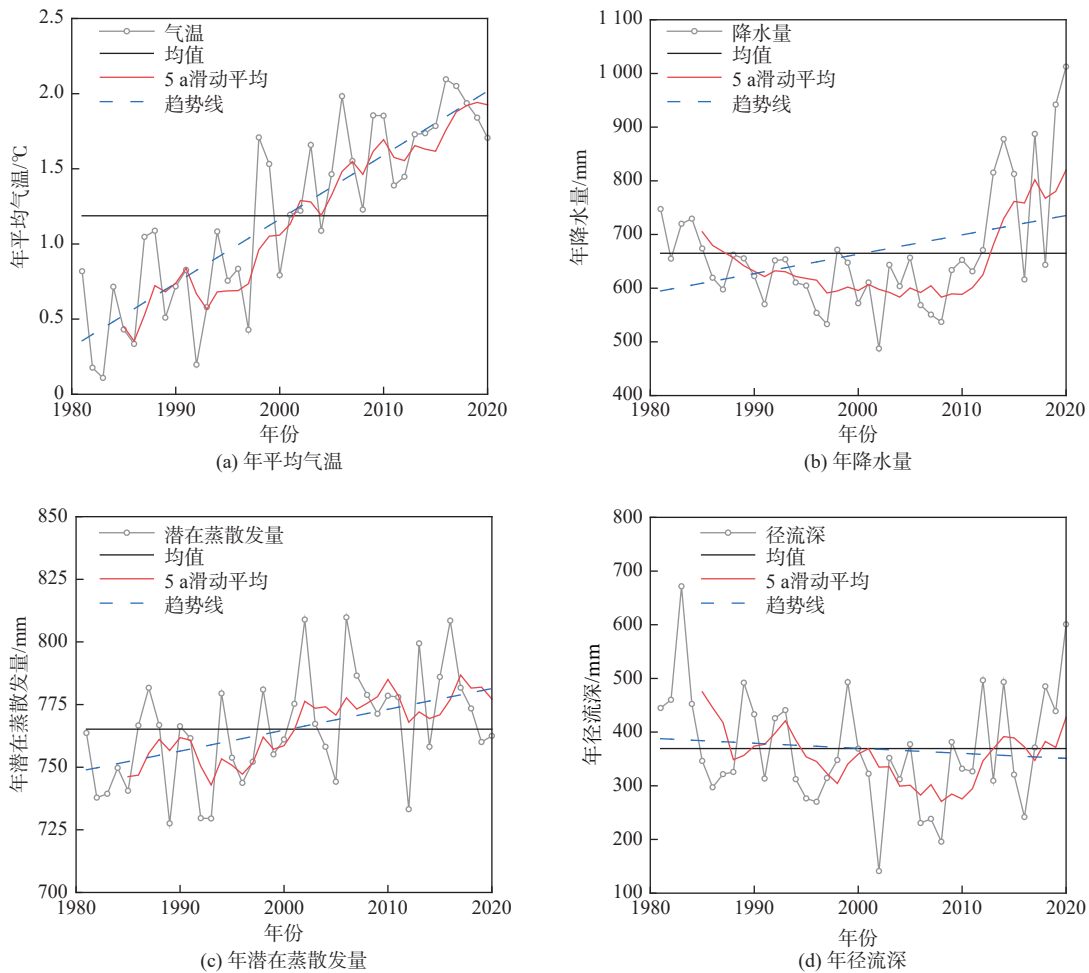 2.5
2.0
1.5
1.0
0.5
0
年平均气温/℃
气温
均值
5 a滑动平均
趋势线
1980
1990
2000
2010
2020
年份
(a) 年平均气温
1 100
1 000
900
800
700
600
500
400
年降水量/mm
降水量
均值
5 a滑动平均
趋势线
1980
1990
2000
2010
2020
年份
(b) 年降水量
850
825
800
775
750
725
700
年潜在蒸散发量/mm
潜在蒸散发量
均值
5 a滑动平均
趋势线
1980
1990
2000
2010
2020
年份
(c) 年潜在蒸散发量
800
700
600
500
400
300
200
100
年径流深/mm
径流深
均值
5 a滑动平均
趋势线
1980
1990
2000
2010
2020
年份
(d) 年径流深